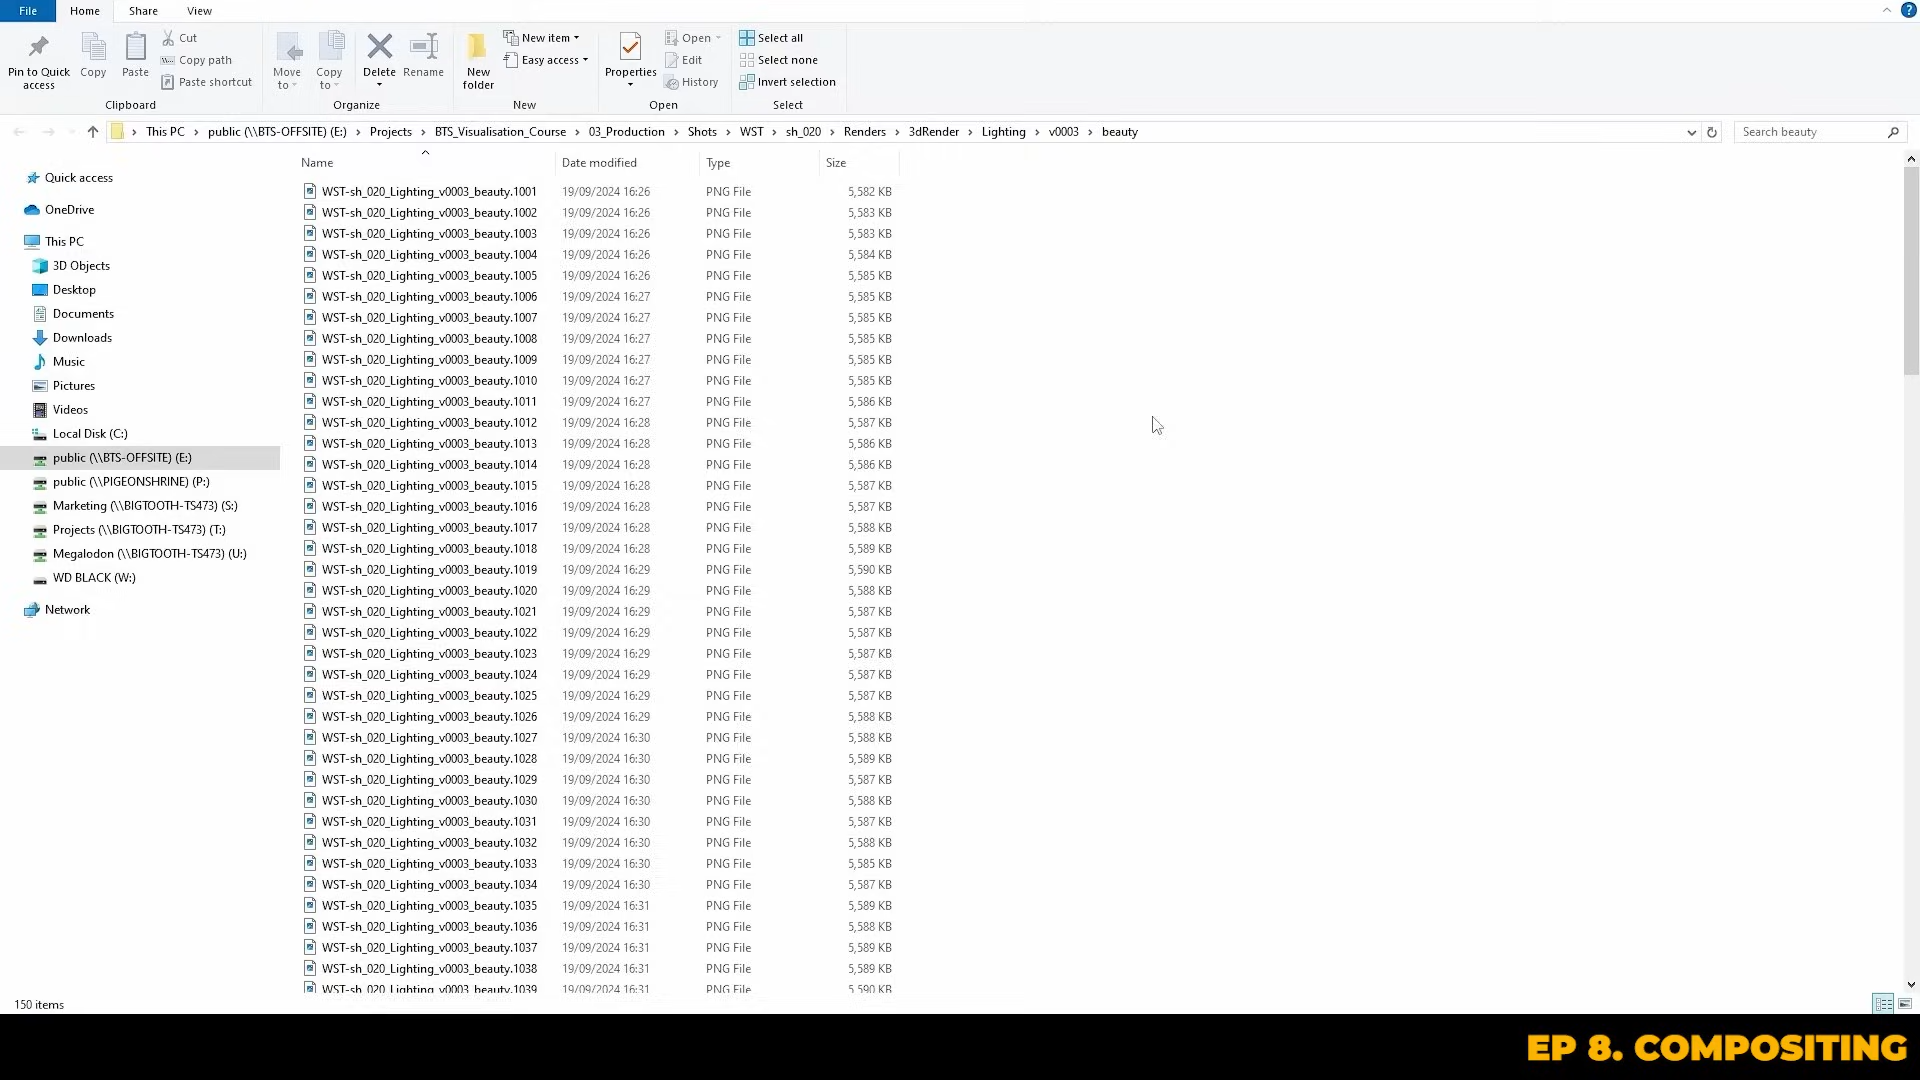 File Home Share View
Pin to Quick access
Copy
Paste
Cut
Copy path
Paste shortcut
Clipboard
Move to
Copy to
Delete
Rename
Organize
New folder
New item
Easy access
New
Properties
Open
Edit
History
Open
Select all
Select none
Invert selection
Select
This PC › public (\\BTS-OFFSITE) (E:) › Projects › BTS_Visualisation_Course › 03_Production › Shots › WST › sh_020 › Renders › 3dRender › Lighting › v0003 › beauty
Search beauty
Quick access
OneDrive
This PC
3D Objects
Desktop
Documents
Downloads
Music
Pictures
Videos
Local Disk (C:)
public (\\BTS-OFFSITE) (E:)
public (\\PIGEONSHRINE) (P:)
Marketing (\\BIGTOOTH-TS473) (S:)
Projects (\\BIGTOOTH-TS473) (T:)
Megalodon (\\BIGTOOTH-TS473) (U:)
WD BLACK (W:)
Network
Name Date modified Type Size
WST-sh_020_Lighting_v0003_beauty.1001 19/09/2024 16:26 PNG File 5,582 KB
WST-sh_020_Lighting_v0003_beauty.1002 19/09/2024 16:26 PNG File 5,583 KB
WST-sh_020_Lighting_v0003_beauty.1003 19/09/2024 16:26 PNG File 5,583 KB
WST-sh_020_Lighting_v0003_beauty.1004 19/09/2024 16:26 PNG File 5,584 KB
WST-sh_020_Lighting_v0003_beauty.1005 19/09/2024 16:26 PNG File 5,585 KB
WST-sh_020_Lighting_v0003_beauty.1006 19/09/2024 16:27 PNG File 5,585 KB
WST-sh_020_Lighting_v0003_beauty.1007 19/09/2024 16:27 PNG File 5,585 KB
WST-sh_020_Lighting_v0003_beauty.1008 19/09/2024 16:27 PNG File 5,585 KB
WST-sh_020_Lighting_v0003_beauty.1009 19/09/2024 16:27 PNG File 5,585 KB
WST-sh_020_Lighting_v0003_beauty.1010 19/09/2024 16:27 PNG File 5,585 KB
WST-sh_020_Lighting_v0003_beauty.1011 19/09/2024 16:27 PNG File 5,586 KB
WST-sh_020_Lighting_v0003_beauty.1012 19/09/2024 16:28 PNG File 5,587 KB
WST-sh_020_Lighting_v0003_beauty.1013 19/09/2024 16:28 PNG File 5,586 KB
WST-sh_020_Lighting_v0003_beauty.1014 19/09/2024 16:28 PNG File 5,586 KB
WST-sh_020_Lighting_v0003_beauty.1015 19/09/2024 16:28 PNG File 5,587 KB
WST-sh_020_Lighting_v0003_beauty.1016 19/09/2024 16:28 PNG File 5,587 KB
WST-sh_020_Lighting_v0003_beauty.1017 19/09/2024 16:28 PNG File 5,588 KB
WST-sh_020_Lighting_v0003_beauty.1018 19/09/2024 16:28 PNG File 5,589 KB
WST-sh_020_Lighting_v0003_beauty.1019 19/09/2024 16:29 PNG File 5,590 KB
WST-sh_020_Lighting_v0003_beauty.1020 19/09/2024 16:29 PNG File 5,588 KB
WST-sh_020_Lighting_v0003_beauty.1021 19/09/2024 16:29 PNG File 5,587 KB
WST-sh_020_Lighting_v0003_beauty.1022 19/09/2024 16:29 PNG File 5,587 KB
WST-sh_020_Lighting_v0003_beauty.1023 19/09/2024 16:29 PNG File 5,587 KB
WST-sh_020_Lighting_v0003_beauty.1024 19/09/2024 16:29 PNG File 5,587 KB
WST-sh_020_Lighting_v0003_beauty.1025 19/09/2024 16:29 PNG File 5,587 KB
WST-sh_020_Lighting_v0003_beauty.1026 19/09/2024 16:29 PNG File 5,588 KB
WST-sh_020_Lighting_v0003_beauty.1027 19/09/2024 16:30 PNG File 5,588 KB
WST-sh_020_Lighting_v0003_beauty.1028 19/09/2024 16:30 PNG File 5,589 KB
WST-sh_020_Lighting_v0003_beauty.1029 19/09/2024 16:30 PNG File 5,587 KB
WST-sh_020_Lighting_v0003_beauty.1030 19/09/2024 16:30 PNG File 5,588 KB
WST-sh_020_Lighting_v0003_beauty.1031 19/09/2024 16:30 PNG File 5,587 KB
WST-sh_020_Lighting_v0003_beauty.1032 19/09/2024 16:30 PNG File 5,588 KB
WST-sh_020_Lighting_v0003_beauty.1033 19/09/2024 16:30 PNG File 5,585 KB
WST-sh_020_Lighting_v0003_beauty.1034 19/09/2024 16:30 PNG File 5,587 KB
WST-sh_020_Lighting_v0003_beauty.1035 19/09/2024 16:31 PNG File 5,589 KB
WST-sh_020_Lighting_v0003_beauty.1036 19/09/2024 16:31 PNG File 5,588 KB
WST-sh_020_Lighting_v0003_beauty.1037 19/09/2024 16:31 PNG File 5,589 KB
WST-sh_020_Lighting_v0003_beauty.1038 19/09/2024 16:31 PNG File 5,589 KB
WST-sh_020_Lighting_v0003_beauty.1039 19/09/2024 16:31 PNG File 5,590 KB
150 items
EP 8. COMPOSITING